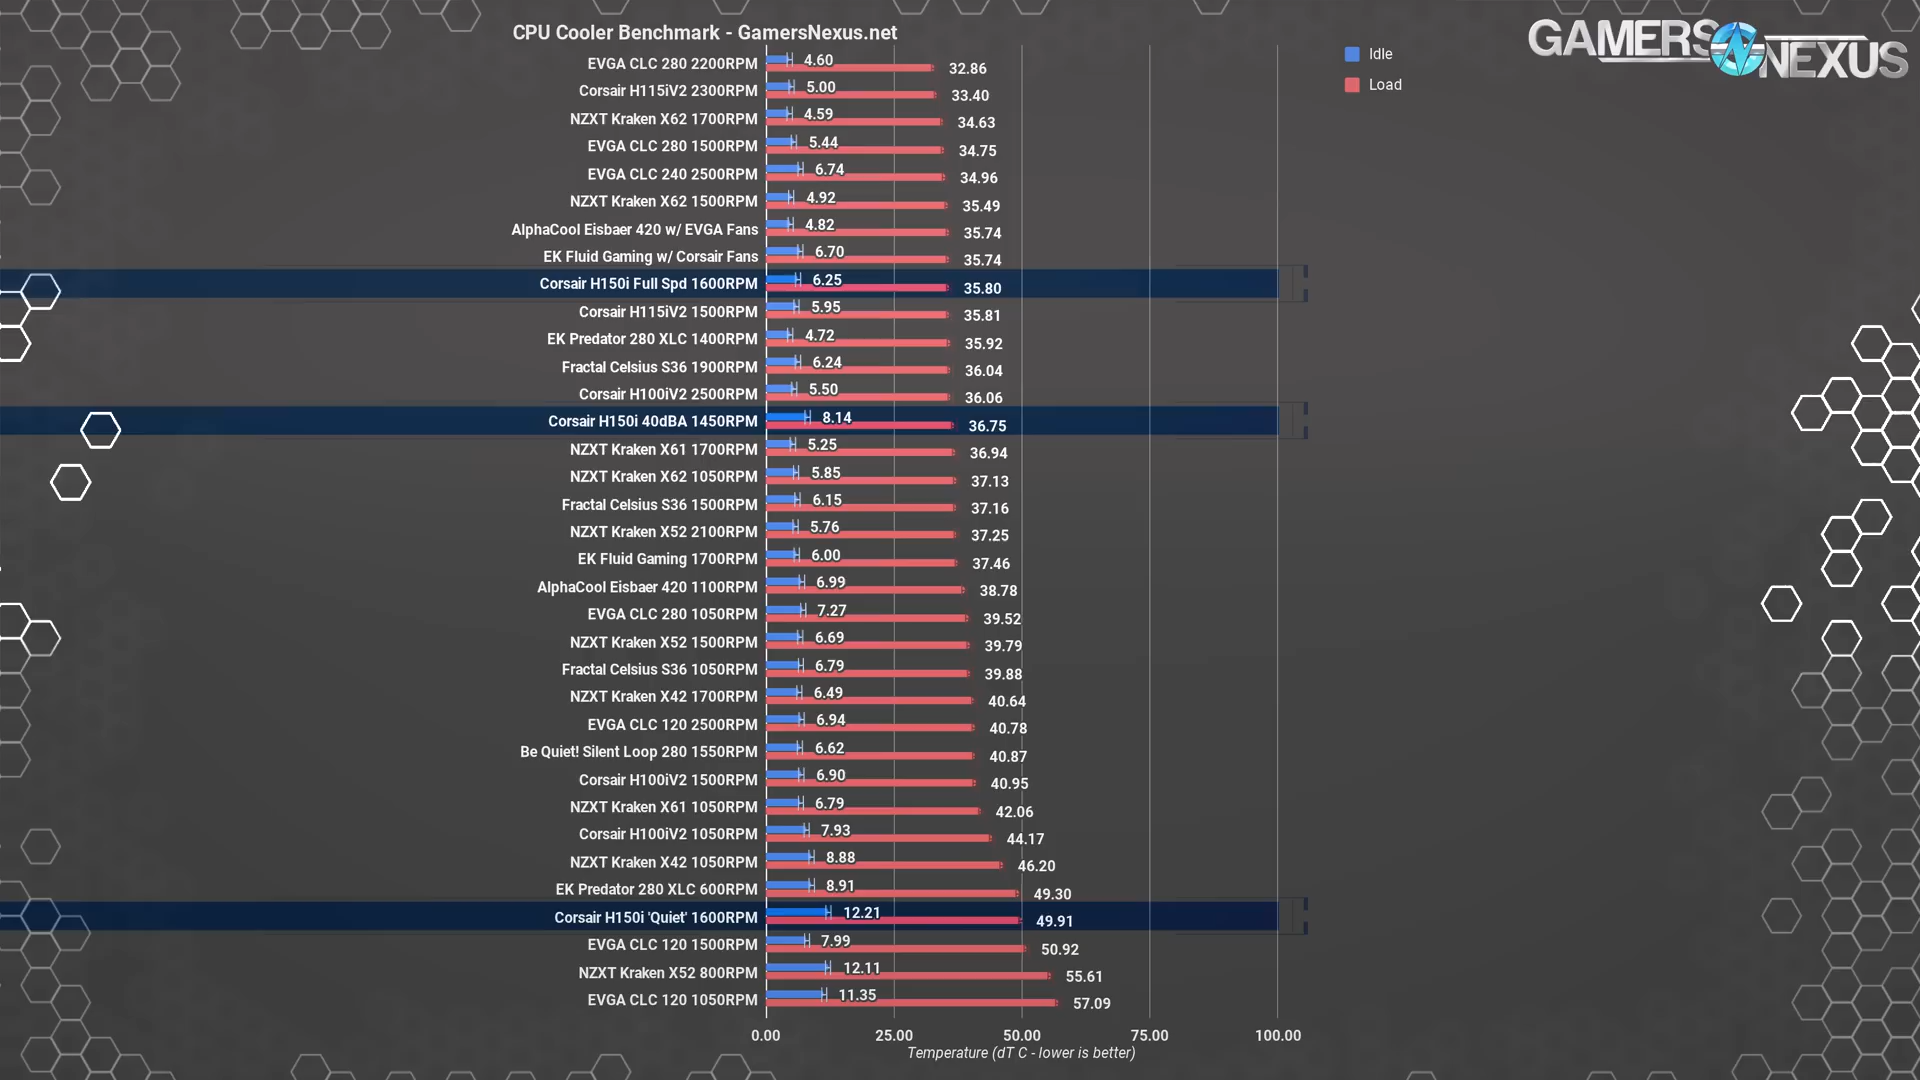 CPU Cooler Benchmark - GamersNexus.net
GAMERS NEXUS
Idle
Load
EVGA CLC 280 2200RPM 4.60 32.86
Corsair H115iV2 2300RPM 5.00 33.40
NZXT Kraken X62 1700RPM 4.59 34.63
EVGA CLC 280 1500RPM 5.44 34.75
EVGA CLC 240 2500RPM 6.74 34.96
NZXT Kraken X62 1500RPM 4.92 35.49
AlphaCool Eisbaer 420 w/ EVGA Fans 4.82 35.74
EK Fluid Gaming w/ Corsair Fans 6.70 35.74
Corsair H150i Full Spd 1600RPM 6.25 35.80
Corsair H115iV2 1500RPM 5.95 35.81
EK Predator 280 XLC 1400RPM 4.72 35.92
Fractal Celsius S36 1900RPM 6.24 36.04
Corsair H100iV2 2500RPM 5.50 36.06
Corsair H150i 40dBA 1450RPM 8.14 36.75
NZXT Kraken X61 1700RPM 5.25 36.94
NZXT Kraken X62 1050RPM 5.85 37.13
Fractal Celsius S36 1500RPM 6.15 37.16
NZXT Kraken X52 2100RPM 5.76 37.25
EK Fluid Gaming 1700RPM 6.00 37.46
AlphaCool Eisbaer 420 1100RPM 6.99 38.78
EVGA CLC 280 1050RPM 7.27 39.52
NZXT Kraken X52 1500RPM 6.69 39.79
Fractal Celsius S36 1050RPM 6.79 39.88
NZXT Kraken X42 1700RPM 6.49 40.64
EVGA CLC 120 2500RPM 6.94 40.78
Be Quiet! Silent Loop 280 1550RPM 6.62 40.87
Corsair H100iV2 1500RPM 6.90 40.95
NZXT Kraken X61 1050RPM 6.79 42.06
Corsair H100iV2 1050RPM 7.93 44.17
NZXT Kraken X42 1050RPM 8.88 46.20
EK Predator 280 XLC 600RPM 8.91 49.30
Corsair H150i 'Quiet' 1600RPM 12.21 49.91
EVGA CLC 120 1500RPM 7.99 50.92
NZXT Kraken X52 800RPM 12.11 55.61
EVGA CLC 120 1050RPM 11.35 57.09
0.00 25.00 50.00 75.00 100.00
Temperature (dT C - lower is better)